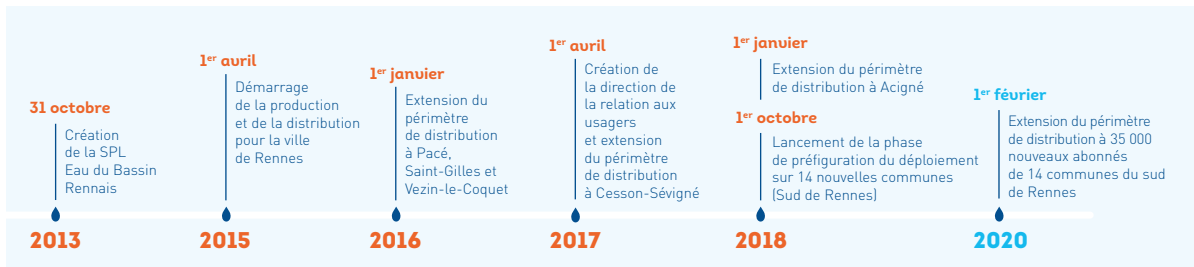 31 octobre
Création
de la SPL
Eau du Bassin
Rennais
2013
1er avril
Démarrage
de la production
et de la distribution
pour la ville
de Rennes
2015
1er janvier
Extension du
périmètre
de distribution
à Pacé,
Saint-Gilles et
Vezin-le-Coquet
2016
1er avril
Création de
la direction de
la relation aux
usagers
et extension
du périmètre
de distribution
à Cesson-Sévigné
2017
1er janvier
Extension du périmètre
de distribution à Acigné
1er octobre
Lancement de la phase
de préfiguration du déploiement
sur 14 nouvelles communes
(Sud de Rennes)
2018
1er février
Extension du périmètre
de distribution à 35 000
nouveaux abonnés
de 14 communes du sud
de Rennes
2020